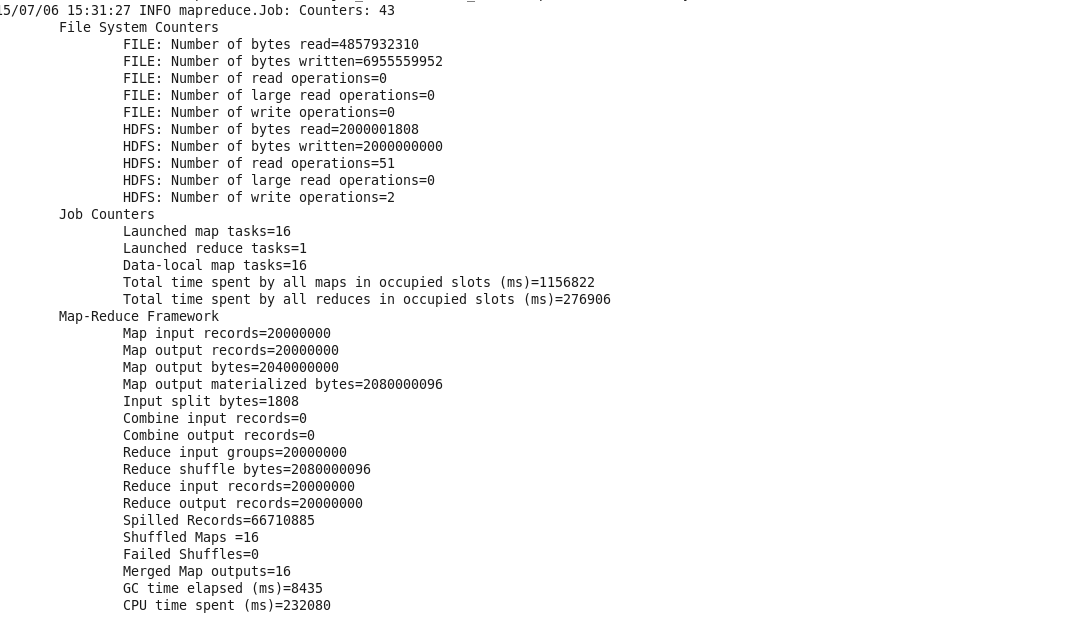 5/07/06 15:31:27 INFO mapreduce.Job: Counters: 43
File System Counters
FILE: Number of bytes read=4857932310
FILE: Number of bytes written=6955559952
FILE: Number of read operations=0
FILE: Number of large read operations=0
FILE: Number of write operations=0
HDFS: Number of bytes read=2000001808
HDFS: Number of bytes written=2000000000
HDFS: Number of read operations=51
HDFS: Number of large read operations=0
HDFS: Number of write operations=2
Job Counters
Launched map tasks=16
Launched reduce tasks=1
Data-local map tasks=16
Total time spent by all maps in occupied slots (ms)=1156822
Total time spent by all reduces in occupied slots (ms)=276906
Map-Reduce Framework
Map input records=20000000
Map output records=20000000
Map output bytes=2040000000
Map output materialized bytes=2080000096
Input split bytes=1808
Combine input records=0
Combine output records=0
Reduce input groups=20000000
Reduce shuffle bytes=2080000096
Reduce input records=20000000
Reduce output records=20000000
Spilled Records=66710885
Shuffled Maps =16
Failed Shuffles=0
Merged Map outputs=16
GC time elapsed (ms)=8435
CPU time spent (ms)=232080